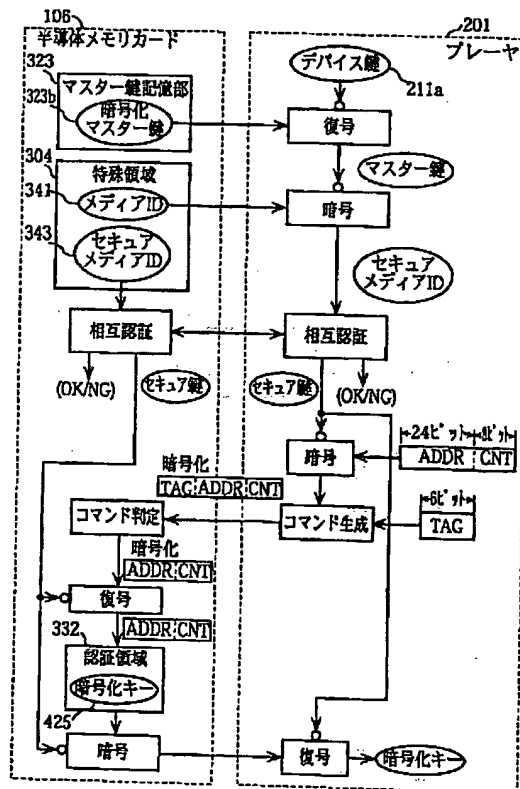 106
半導体メモリカード
201
プレーヤ
323
マスター鍵記憶部
323b
暗号化
マスター鍵
デバイス鍵
211a
復号
マスター鍵
304
特殊領域
341
メディアID
暗号
343
セキュア
メディアID
セキュア
メディアID
相互認証
相互認証
(OK/NG)
セキュア鍵
セキュア鍵
(OK/NG)
24ビット
8ビット
暗号
ADDR CNT
暗号化
TAG ADDR CNT
コマンド判定
コマンド生成
6ビット
TAG
暗号化
ADDR CNT
復号
ADDR CNT
332
認証領域
暗号化キー
425
暗号
復号
暗号化キー